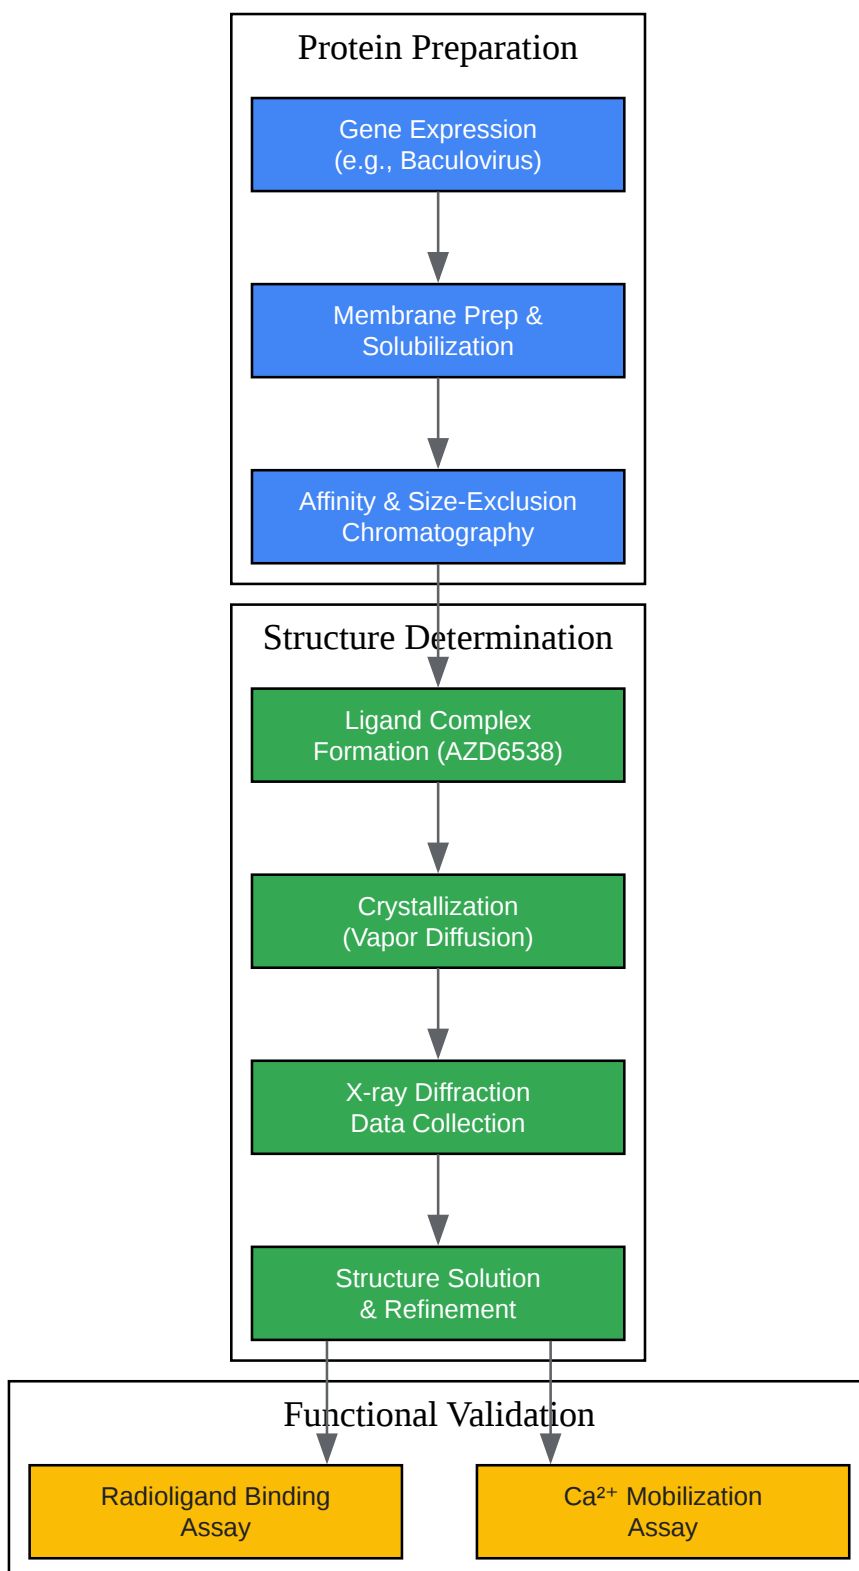 Protein Preparation
Gene Expression
(e.g., Baculovirus)
Membrane Prep &
Solubilization
Affinity & Size-Exclusion
Chromatography
Structure Determination
Ligand Complex
Formation (AZD6538)
Crystallization
(Vapor Diffusion)
X-ray Diffraction
Data Collection
Structure Solution
& Refinement
Functional Validation
Radioligand Binding
Assay
Ca²⁺ Mobilization
Assay